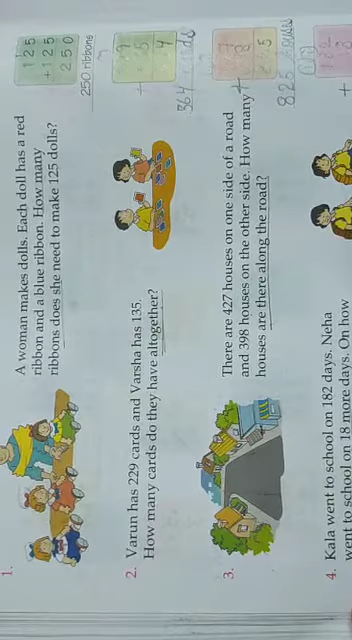 1. A woman makes dolls. Each doll has a red
ribbon and a blue ribbon. How many
ribbons does she need to make 125 dolls?
125
+125
250
250 ribbons
2. Varun has 229 cards and Varsha has 135.
How many cards do they have altogether?
364
3. There are 427 houses on one side of a road
and 398 houses on the other side. How many
houses are there along the road?
825
4. Kala went to school on 182 days. Neha
went to school on 18 more days. On how